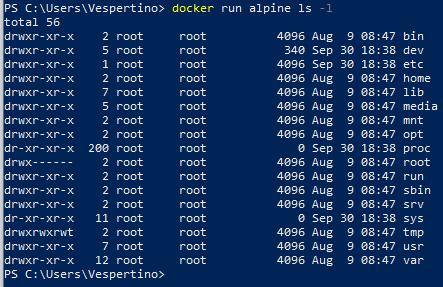 PS C:\Users\Vespertino> docker run alpine ls -l
total 56
drwxr-xr-x 2 root root 4096 Aug 9 08:47 bin
drwxr-xr-x 5 root root 340 Sep 30 18:38 dev
drwxr-xr-x 1 root root 4096 Sep 30 18:38 etc
drwxr-xr-x 2 root root 4096 Aug 9 08:47 home
drwxr-xr-x 7 root root 4096 Aug 9 08:47 lib
drwxr-xr-x 5 root root 4096 Aug 9 08:47 media
drwxr-xr-x 2 root root 4096 Aug 9 08:47 mnt
drwxr-xr-x 2 root root 4096 Aug 9 08:47 opt
dr-xr-xr-x 200 root root 0 Sep 30 18:38 proc
drwx------ 2 root root 4096 Aug 9 08:47 root
drwxr-xr-x 2 root root 4096 Aug 9 08:47 run
drwxr-xr-x 2 root root 4096 Aug 9 08:47 sbin
drwxr-xr-x 2 root root 4096 Aug 9 08:47 srv
dr-xr-xr-x 11 root root 0 Sep 30 18:38 sys
drwxrwxrwt 2 root root 4096 Aug 9 08:47 tmp
drwxr-xr-x 7 root root 4096 Aug 9 08:47 usr
drwxr-xr-x 12 root root 4096 Aug 9 08:47 var
PS C:\Users\Vespertino>